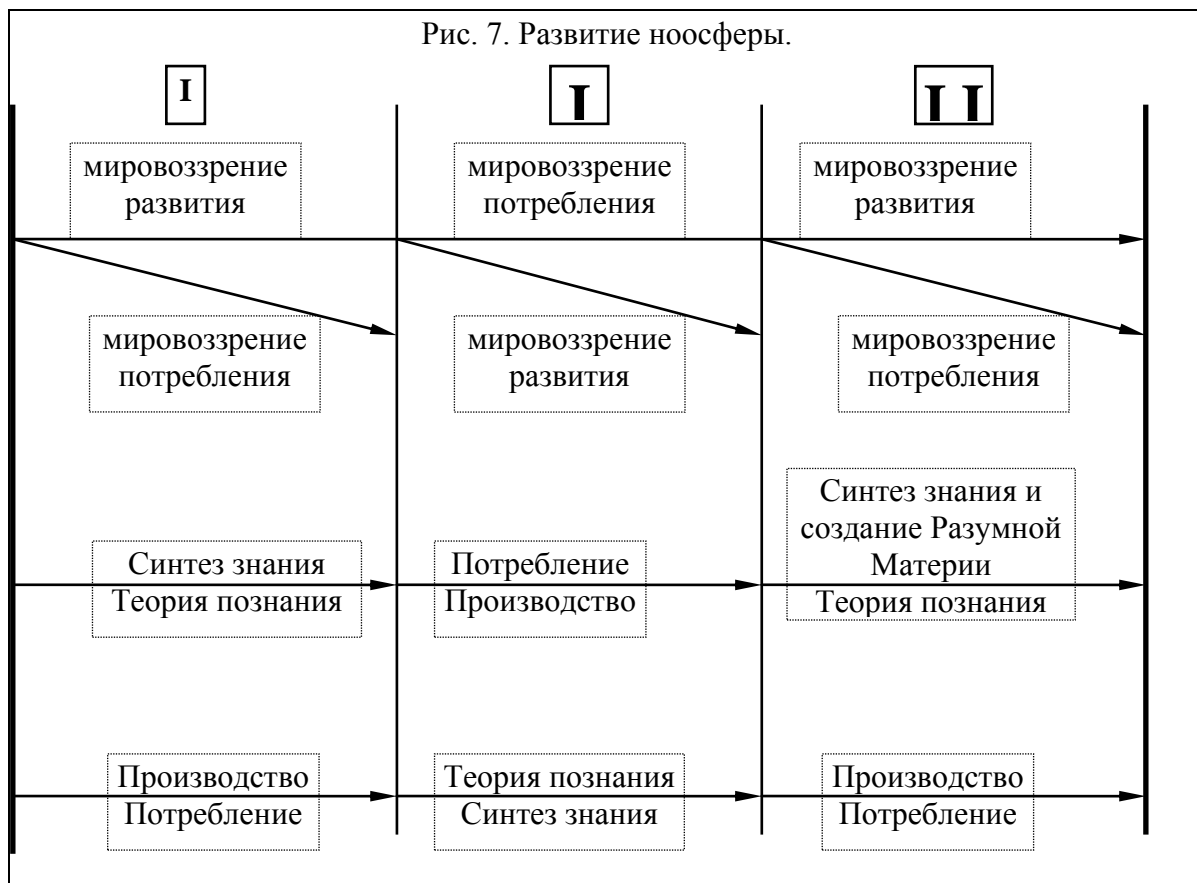 Рис. 7. Развитие ноосферы.
I
I
I I
мировоззрение
развития
мировоззрение
потребления
мировоззрение
развития
мировоззрение
потребления
мировоззрение
развития
мировоззрение
потребления
Синтез знания
Теория познания
Потребление
Производство
Синтез знания и
создание Разумной
Материи
Теория познания
Производство
Потребление
Теория познания
Синтез знания
Производство
Потребление